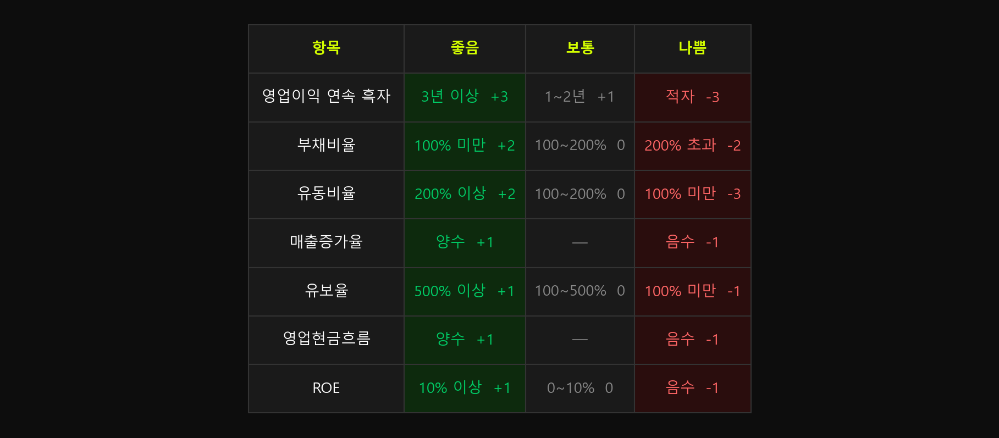 항목 좋음 보통 나쁨
영업이익 연속 흑자 3년 이상 +3 1~2년 +1 적자 -3
부채비율 100% 미만 +2 100~200% 0 200% 초과 -2
유동비율 200% 이상 +2 100~200% 0 100% 미만 -3
매출증가율 양수 +1 — 음수 -1
유보율 500% 이상 +1 100~500% 0 100% 미만 -1
영업현금흐름 양수 +1 — 음수 -1
ROE 10% 이상 +1 0~10% 0 음수 -1